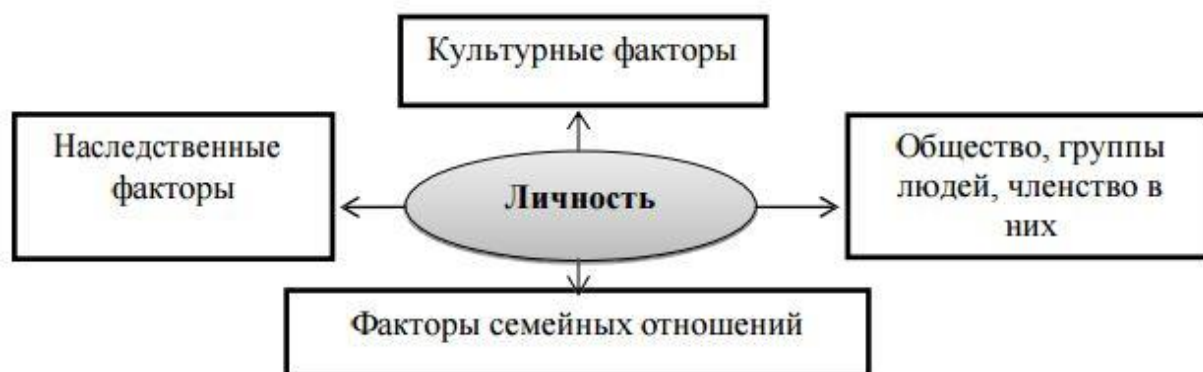 Культурные факторы
Наследственные
факторы
Личность
Общество, группы
людей, членство в
них
Факторы семейных отношений